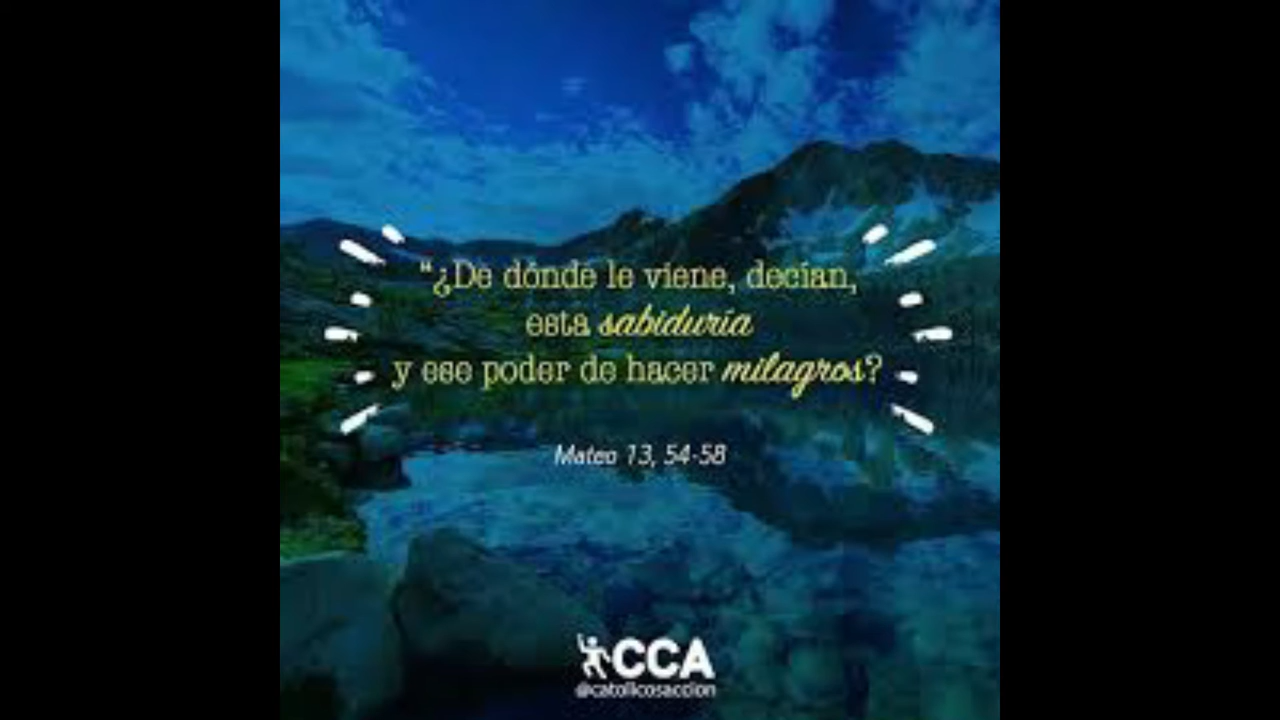 "¿De dónde le viene, decían,
esta sabiduría
y ese poder de hacer milagros?
Mateo 13, 54-58
CCA
@catolicosaccion